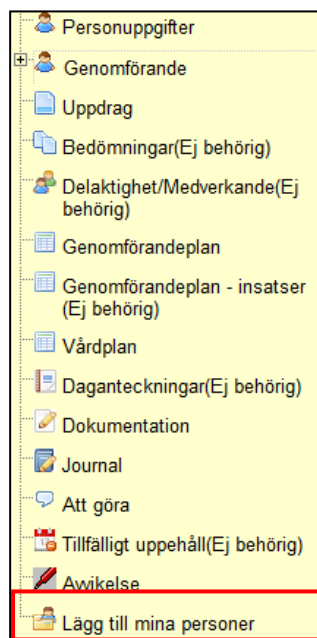 Personuppgifter
Genomförande
Uppdrag
Bedömningar(Ej behörig)
Delaktighet/Medverkande(Ej
behörig)
Genomförandeplan
Genomförandeplan - insatser
(Ej behörig)
Vårdplan
Daganteckningar(Ej behörig)
Dokumentation
Journal
Att göra
Tillfälligt uppehåll(Ej behörig)
Avvikelse
Lägg till mina personer